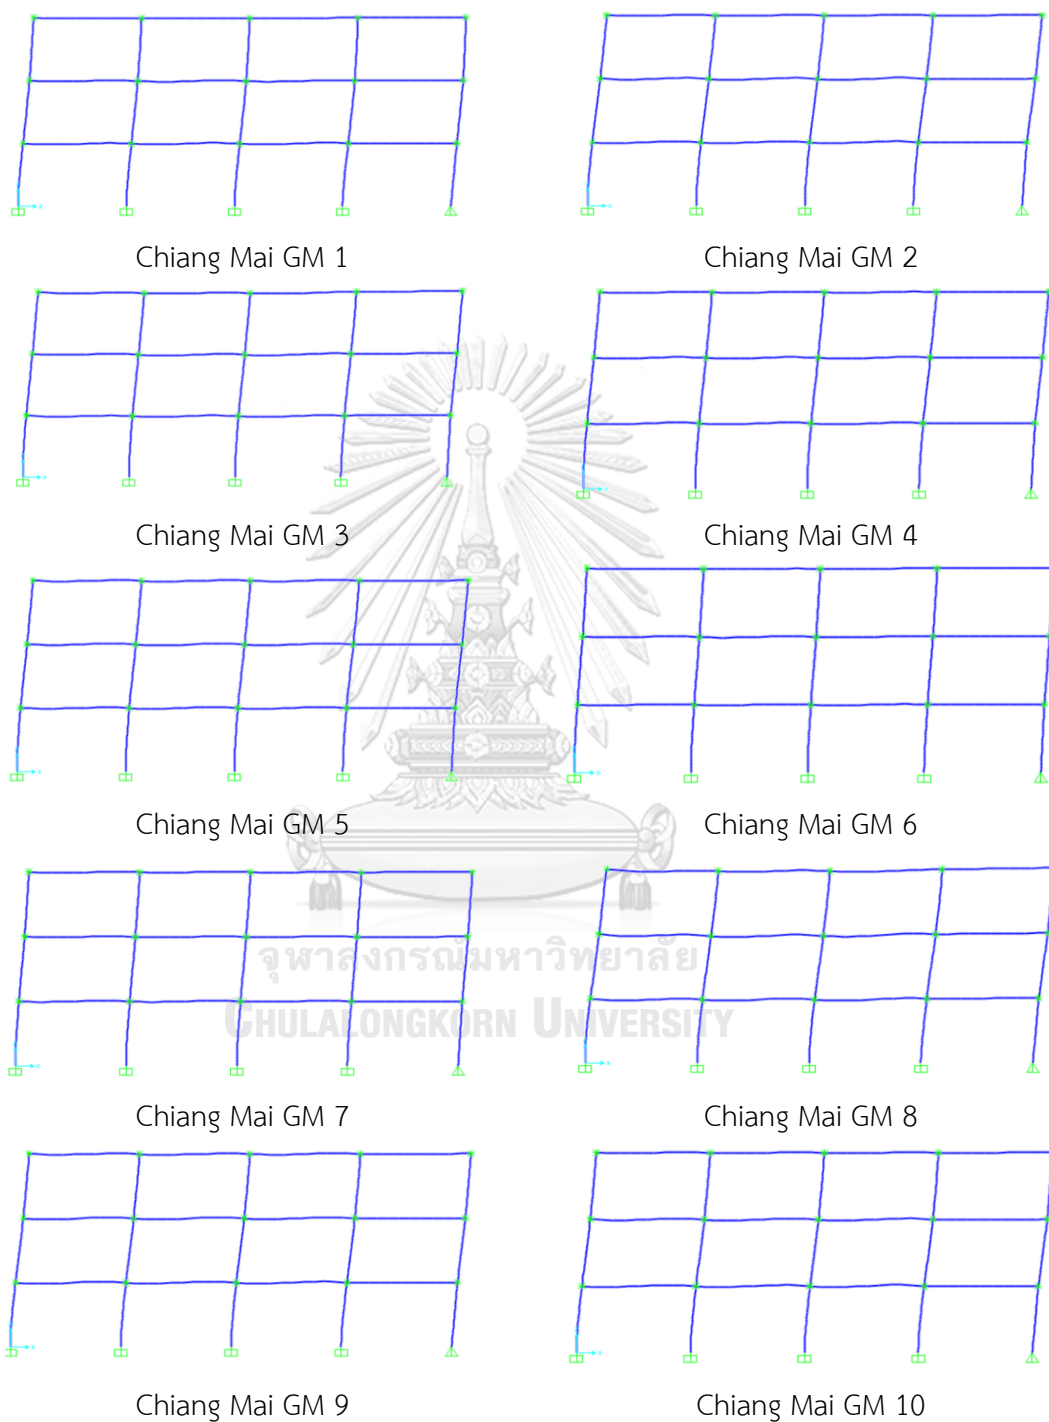 Chiang Mai GM 1
Chiang Mai GM 2
Chiang Mai GM 3
Chiang Mai GM 4
Chiang Mai GM 5
Chiang Mai GM 6
จุฬาลงกรณ์มหาวิทยาลัย
CHULALONGKORN UNIVERSITY
Chiang Mai GM 7
Chiang Mai GM 8
Chiang Mai GM 9
Chiang Mai GM 10